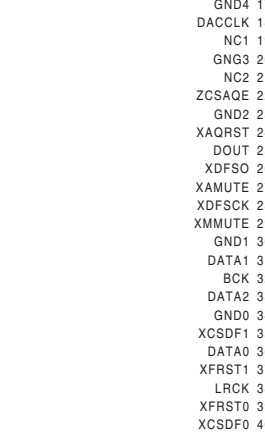 GND4 1
DACCLK 1
NC1 1
GNG3 2
NC2 2
ZCSAQE 2
GND2 2
XAQRST 2
DOUT 2
XDFSO 2
XAMUTE 2
XDFSCK 2
XMMUTE 2
GND1 3
DATA1 3
BCK 3
DATA2 3
GND0 3
XCSDF1 3
DATA0 3
XFRST1 3
LRCK 3
XFRST0 3
XCSDF0 4